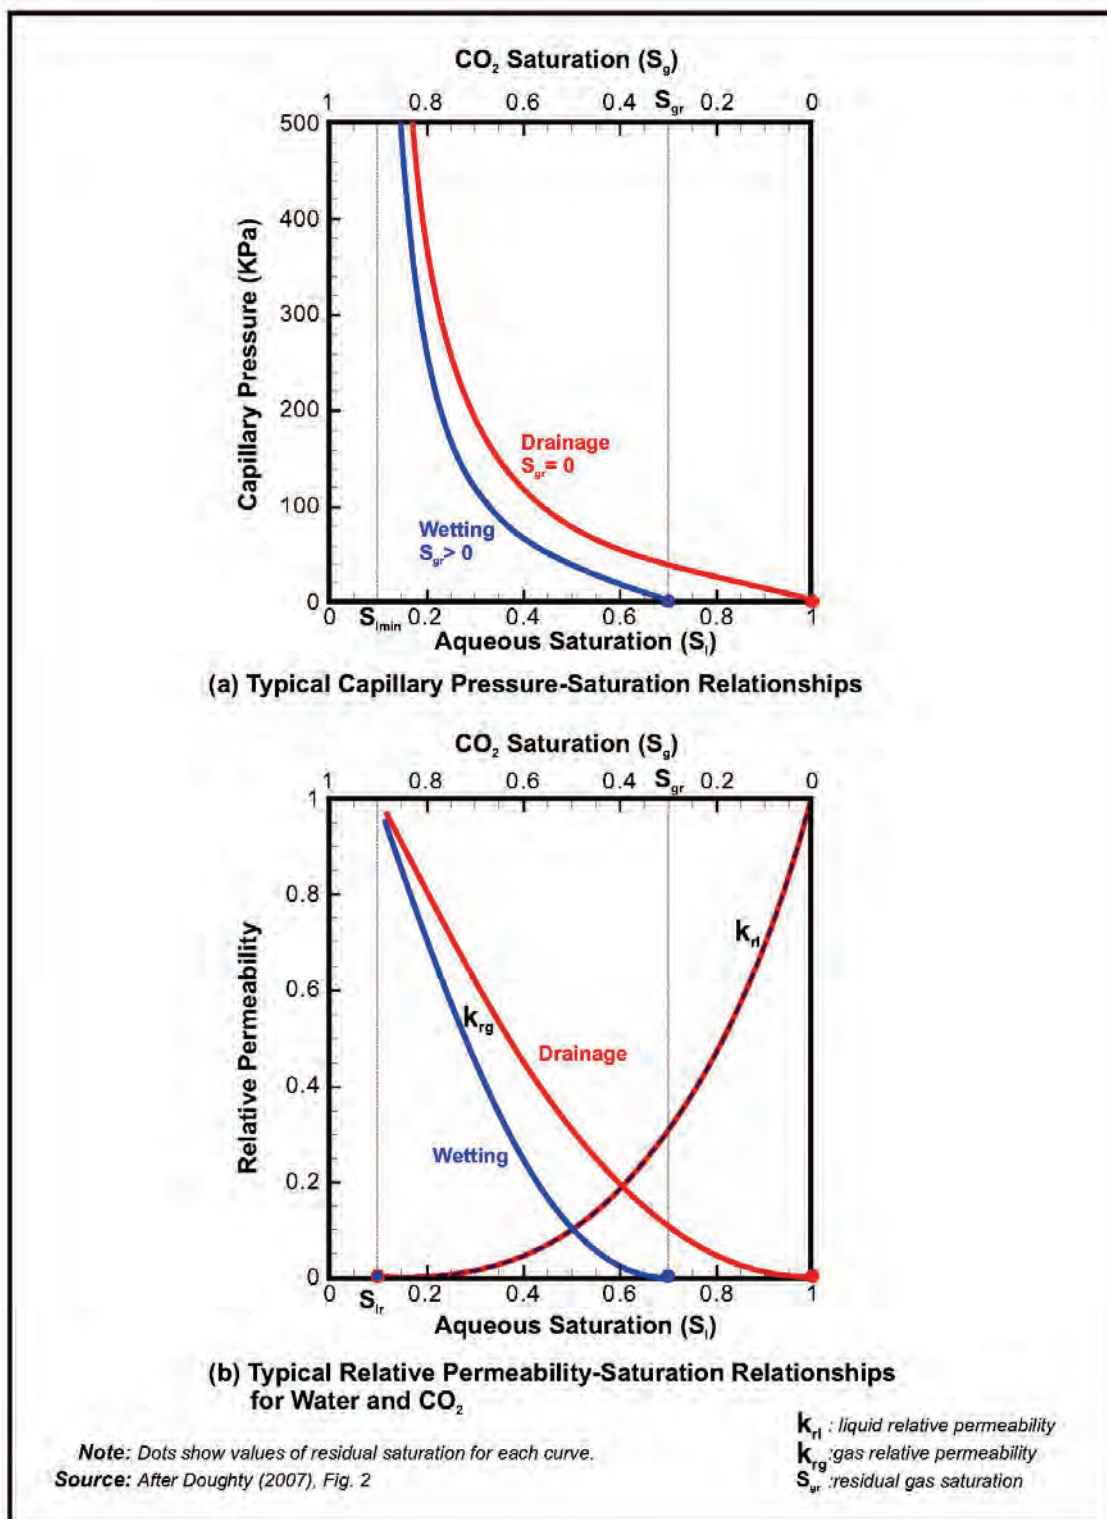 CO₂ Saturation (Sg)
1 0.8 0.6 0.4 Sgr 0.2 0
500
400
300
200
100
0
Capillary Pressure (KPa)
Drainage
Sgr= 0
Wetting
Sgr> 0
0 Slmin 0.2 0.4 0.6 0.8 1
Aqueous Saturation (Sl)
(a) Typical Capillary Pressure-Saturation Relationships
CO₂ Saturation (Sg)
1 0.8 0.6 0.4 Sgr 0.2 0
1
0.8
0.6
0.4
0.2
0
Relative Permeability
krl
krg
Drainage
Wetting
0 Slr 0.2 0.4 0.6 0.8 1
Aqueous Saturation (Sl)
(b) Typical Relative Permeability-Saturation Relationships
for Water and CO₂
krl : liquid relative permeability
Note: Dots show values of residual saturation for each curve.
krg :gas relative permeability
Source: After Doughty (2007), Fig. 2
Sgr :residual gas saturation